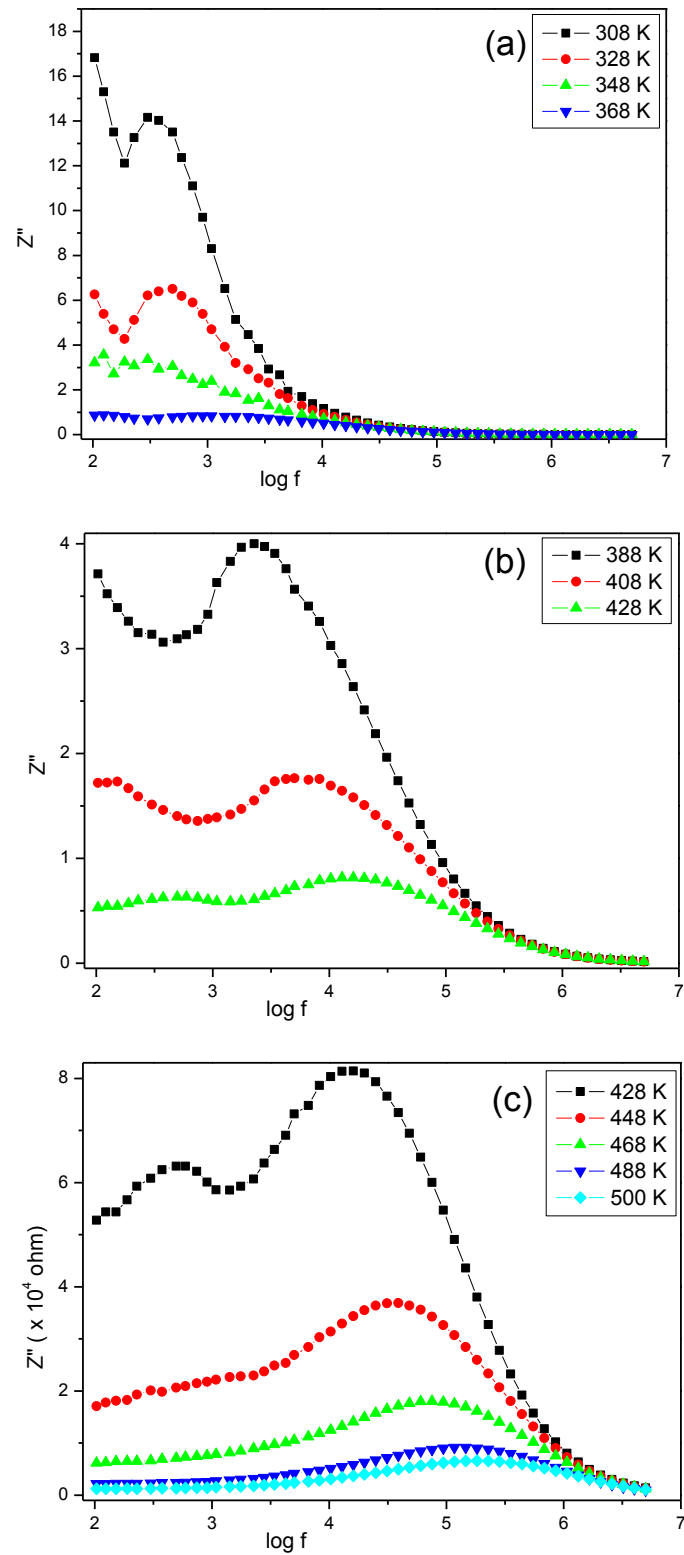 (a)
308 K
328 K
348 K
368 K
18
16
14
12
10
8
6
4
2
0
Z"
2 3 4 5 6 7
log f
(b)
388 K
408 K
428 K
4
3
2
1
0
Z"
2 3 4 5 6 7
log f
(c)
428 K
448 K
468 K
488 K
500 K
8
6
4
2
0
Z" ( x 10⁴ ohm)
2 3 4 5 6 7
log f